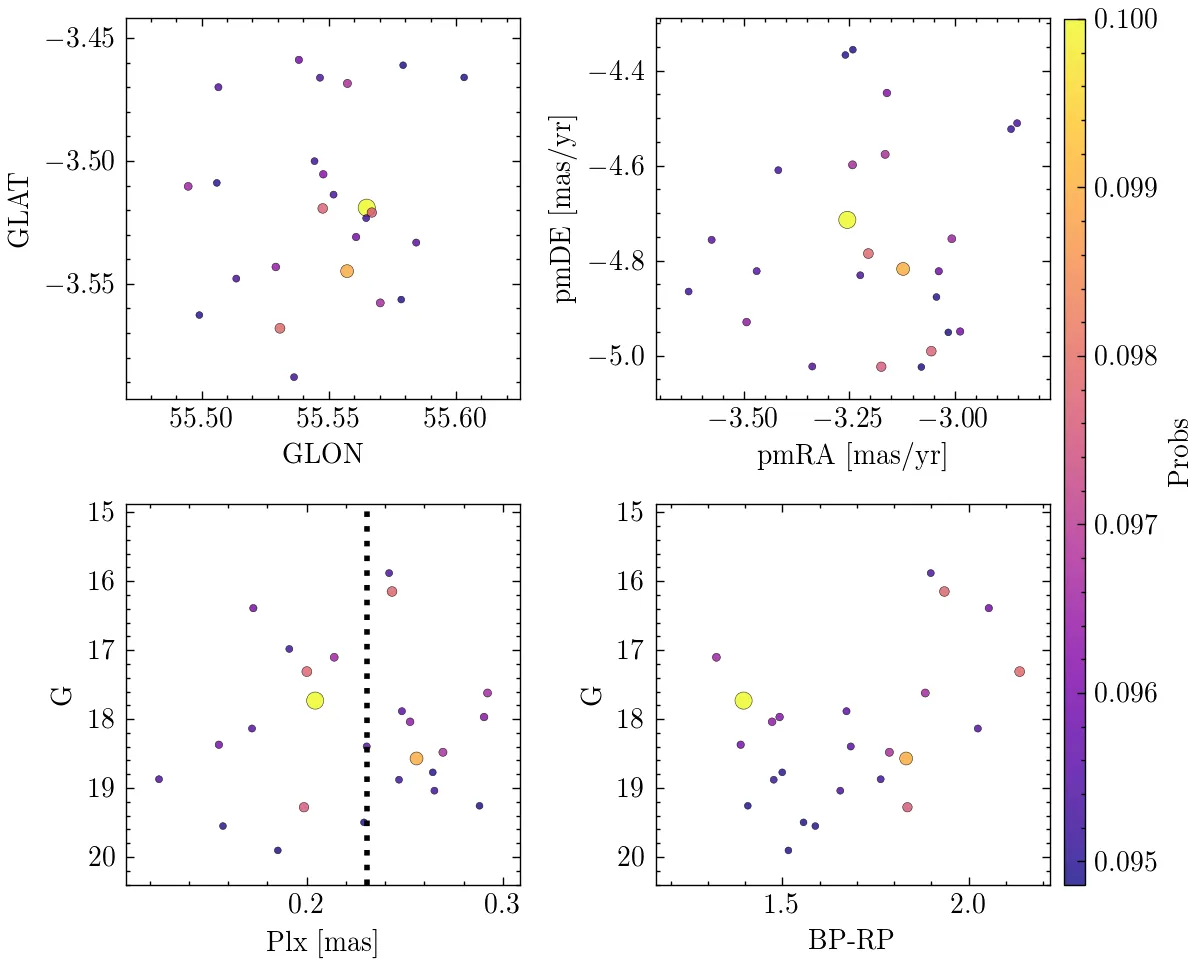 −3.45
−3.50
−3.55
GLAT
55.50 55.55 55.60
GLON
−4.4
−4.6
−4.8
−5.0
pmDE [mas/yr]
−3.50 −3.25 −3.00
pmRA [mas/yr]
15
16
17
18
19
20
G
0.2 0.3
Plx [mas]
15
16
17
18
19
20
G
1.5 2.0
BP-RP
0.100
0.099
0.098
0.097
0.096
0.095
Probs